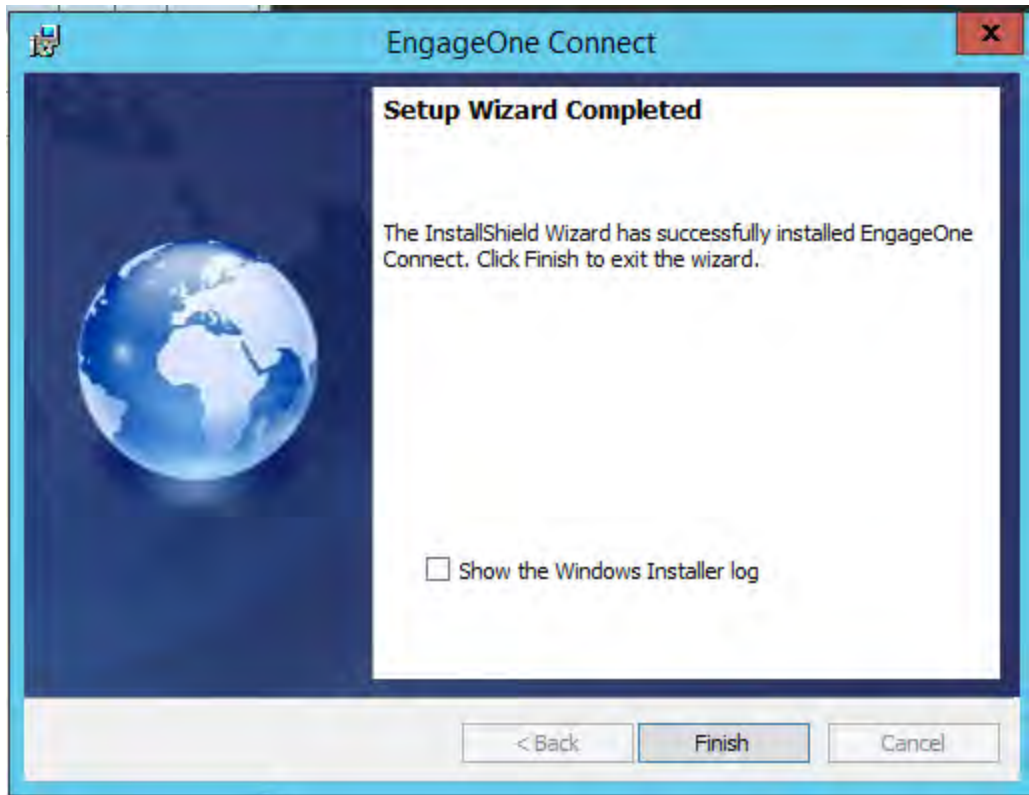 EngageOne Connect
x
Setup Wizard Completed
The InstallShield Wizard has successfully installed EngageOne
Connect. Click Finish to exit the wizard.
Show the Windows Installer log
< Back
Finish
Cancel